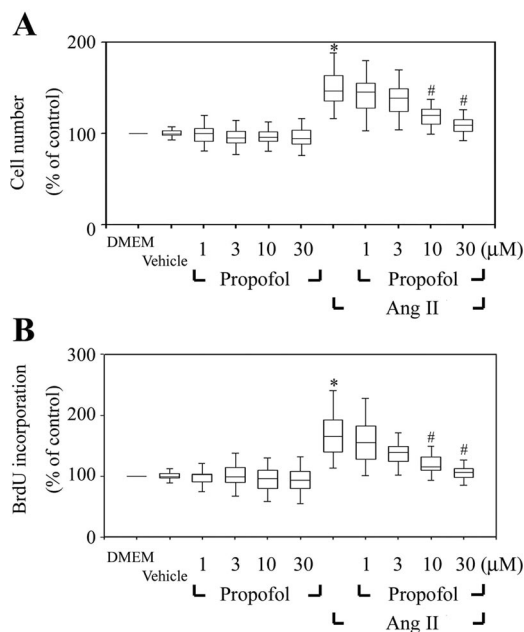 A
200
*
#
#
100
0
Cell number
(% of control)
DMEM
Vehicle
1 3 10 30 1 3 10 30 (μM)
Propofol Propofol
Ang II
B
300
*
200
#
#
100
0
BrdU incorporation
(% of control)
DMEM
Vehicle
1 3 10 30 1 3 10 30 (μM)
Propofol Propofol
Ang II